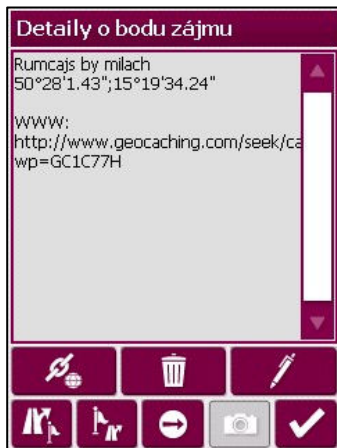 Detaily o bodu zájmu
Rumcajs by milach
50°28'1.43";15°19'34.24"
WWW:
http://www.geocaching.com/seek/ca
wp=GC1C77H